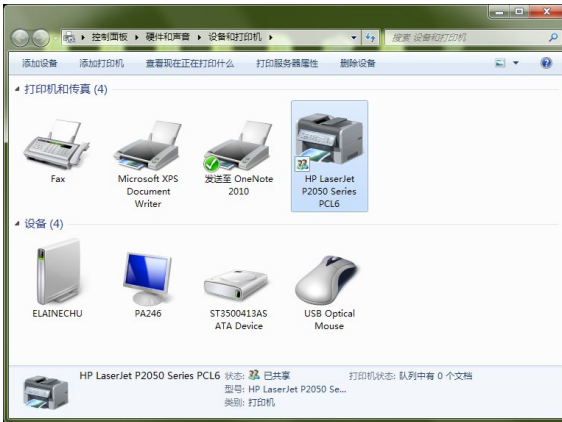 控制面板 ▸ 硬件和声音 ▸ 设备和打印机 ▸
搜索 设备和打印机
添加设备 添加打印机 查看现在正在打印什么 打印服务器属性 删除设备
打印机和传真 (4)
Fax
Microsoft XPS
Document
Writer
发送至 OneNote
2010
HP LaserJet
P2050 Series
PCL6
设备 (4)
ELAINECHU
PA246
ST3500413AS
ATA Device
USB Optical
Mouse
HP LaserJet P2050 Series PCL6 状态: 已共享 打印机状态: 队列中有 0 个文档
型号: HP LaserJet P2050 Se...
类别: 打印机